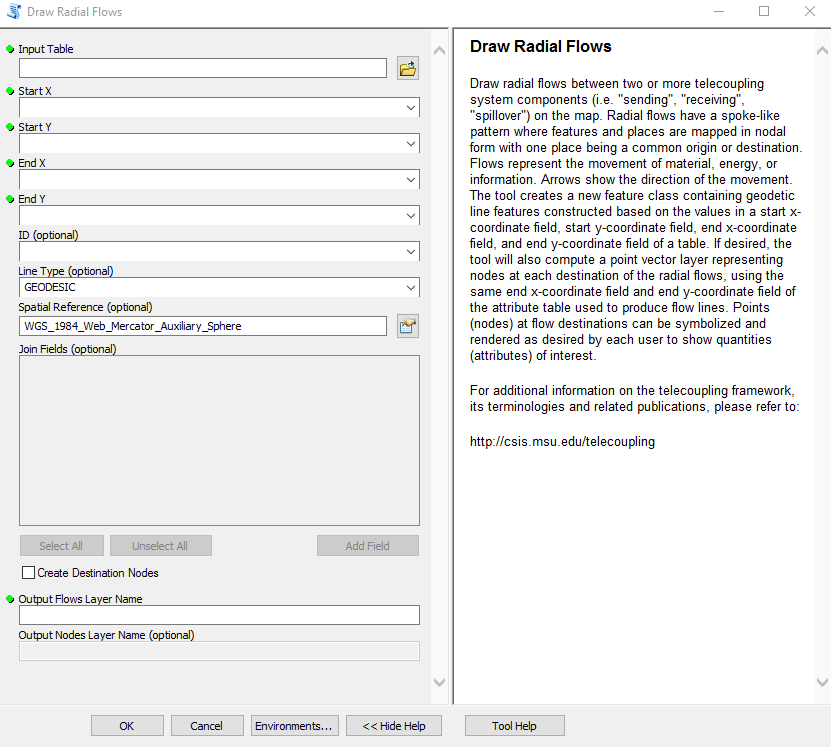 Draw Radial Flows
Input Table
Start X
Start Y
End X
End Y
ID (optional)
Line Type (optional)
GEODESIC
Spatial Reference (optional)
WGS_1984_Web_Mercator_Auxiliary_Sphere
Join Fields (optional)
Select All
Unselect All
Add Field
Create Destination Nodes
Output Flows Layer Name
Output Nodes Layer Name (optional)
OK
Cancel
Environments...
<< Hide Help
Draw Radial Flows
Draw radial flows between two or more telecoupling
system components (i.e. "sending", "receiving",
"spillover") on the map. Radial flows have a spoke-like
pattern where features and places are mapped in nodal
form with one place being a common origin or destination.
Flows represent the movement of material, energy, or
information. Arrows show the direction of the movement.
The tool creates a new feature class containing geodetic
line features constructed based on the values in a start x-
coordinate field, start y-coordinate field, end x-coordinate
field, and end y-coordinate field of a table. If desired, the
tool will also compute a point vector layer representing
nodes at each destination of the radial flows, using the
same end x-coordinate field and end y-coordinate field of
the attribute table used to produce flow lines. Points
(nodes) at flow destinations can be symbolized and
rendered as desired by each user to show quantities
(attributes) of interest.
For additional information on the telecoupling framework,
its terminologies and related publications, please refer to:
http://csis.msu.edu/telecoupling
Tool Help